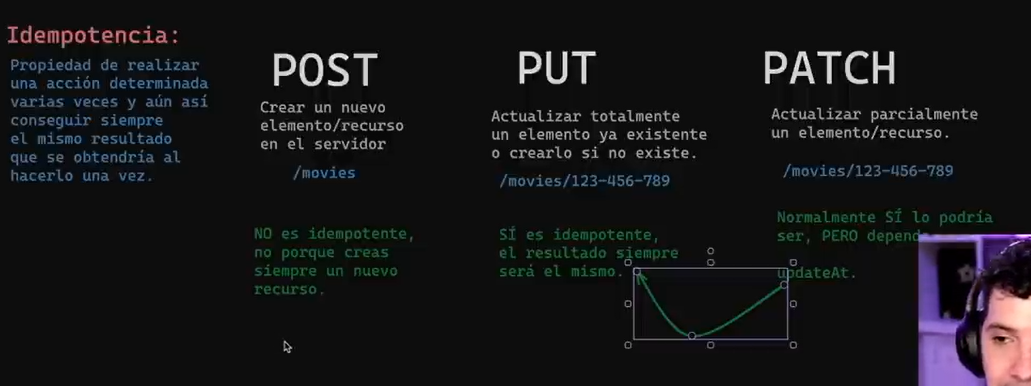 Idempotencia:
Propiedad de realizar
una acción determinada
varias veces y aún así
conseguir siempre
el mismo resultado
que se obtendría al
hacerlo una vez.
POST
Crear un nuevo
elemento/recurso
en el servidor
/movies
NO es idempotente,
no porque creas
siempre un nuevo
recurso.
PUT
Actualizar totalmente
un elemento ya existente
o crearlo si no existe.
/movies/123-456-789
SÍ es idempotente,
el resultado siempre
será el mismo.
PATCH
Actualizar parcialmente
un elemento/recurso.
/movies/123-456-789
Normalmente SÍ lo podría
ser, PERO depende
updateAt.